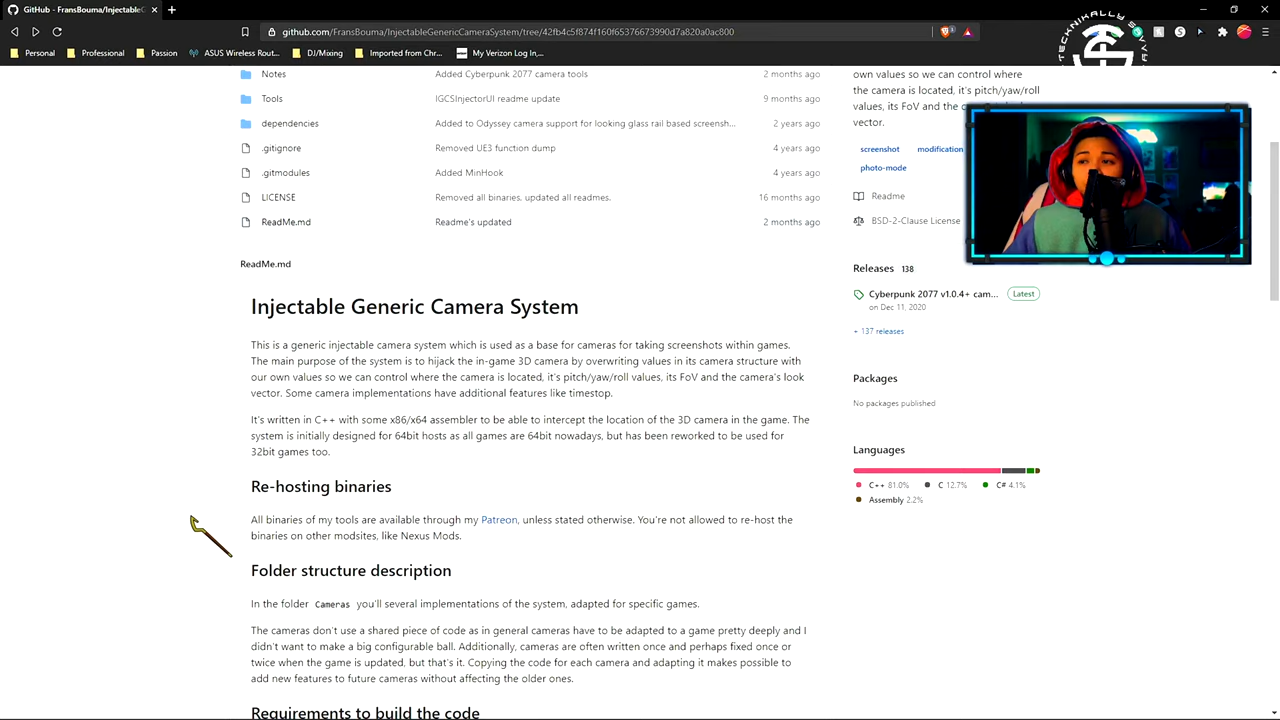 GitHub - FransBouma/InjectableG
github.com/FransBouma/InjectableGenericCameraSystem/tree/42fb4c5f874f160f65376673990d7a820a0ac800
Personal
Professional
Passion
ASUS Wireless Rout...
DJ/Mixing
Imported from Chr...
My Verizon Log In,...
Notes
Added Cyberpunk 2077 camera tools
2 months ago
Tools
IGCSInjectorUI readme update
9 months ago
dependencies
Added to Odyssey camera support for looking glass rail based screensh...
2 years ago
.gitignore
Removed UE3 function dump
4 years ago
.gitmodules
Added MinHook
4 years ago
LICENSE
Removed all binaries. updated all readmes.
16 months ago
ReadMe.md
Readme's updated
2 months ago
ReadMe.md
Injectable Generic Camera System
This is a generic injectable camera system which is used as a base for cameras for taking screenshots within games.
The main purpose of the system is to hijack the in-game 3D camera by overwriting values in its camera structure with
our own values so we can control where the camera is located, it's pitch/yaw/roll values, its FoV and the camera's look
vector. Some camera implementations have additional features like timestop.
It's written in C++ with some x86/x64 assembler to be able to intercept the location of the 3D camera in the game. The
system is initially designed for 64bit hosts as all games are 64bit nowadays, but has been reworked to be used for
32bit games too.
Re-hosting binaries
All binaries of my tools are available through my Patreon, unless stated otherwise. You're not allowed to re-host the
binaries on other modsites, like Nexus Mods.
Folder structure description
In the folder Cameras you'll several implementations of the system, adapted for specific games.
The cameras don't use a shared piece of code as in general cameras have to be adapted to a game pretty deeply and I
didn't want to make a big configurable ball. Additionally, cameras are often written once and perhaps fixed once or
twice when the game is updated, but that's it. Copying the code for each camera and adapting it makes possible to
add new features to future cameras without affecting the older ones.
Requirements to build the code
own values so we can control where
the camera is located, it's pitch/yaw/roll
values, its FoV and the
vector.
screenshot modification
photo-mode
Readme
BSD-2-Clause License
Releases 138
Cyberpunk 2077 v1.0.4+ cam... Latest
on Dec 11, 2020
+ 137 releases
Packages
No packages published
Languages
C++ 81.0% C 12.7% C# 4.1%
Assembly 2.2%